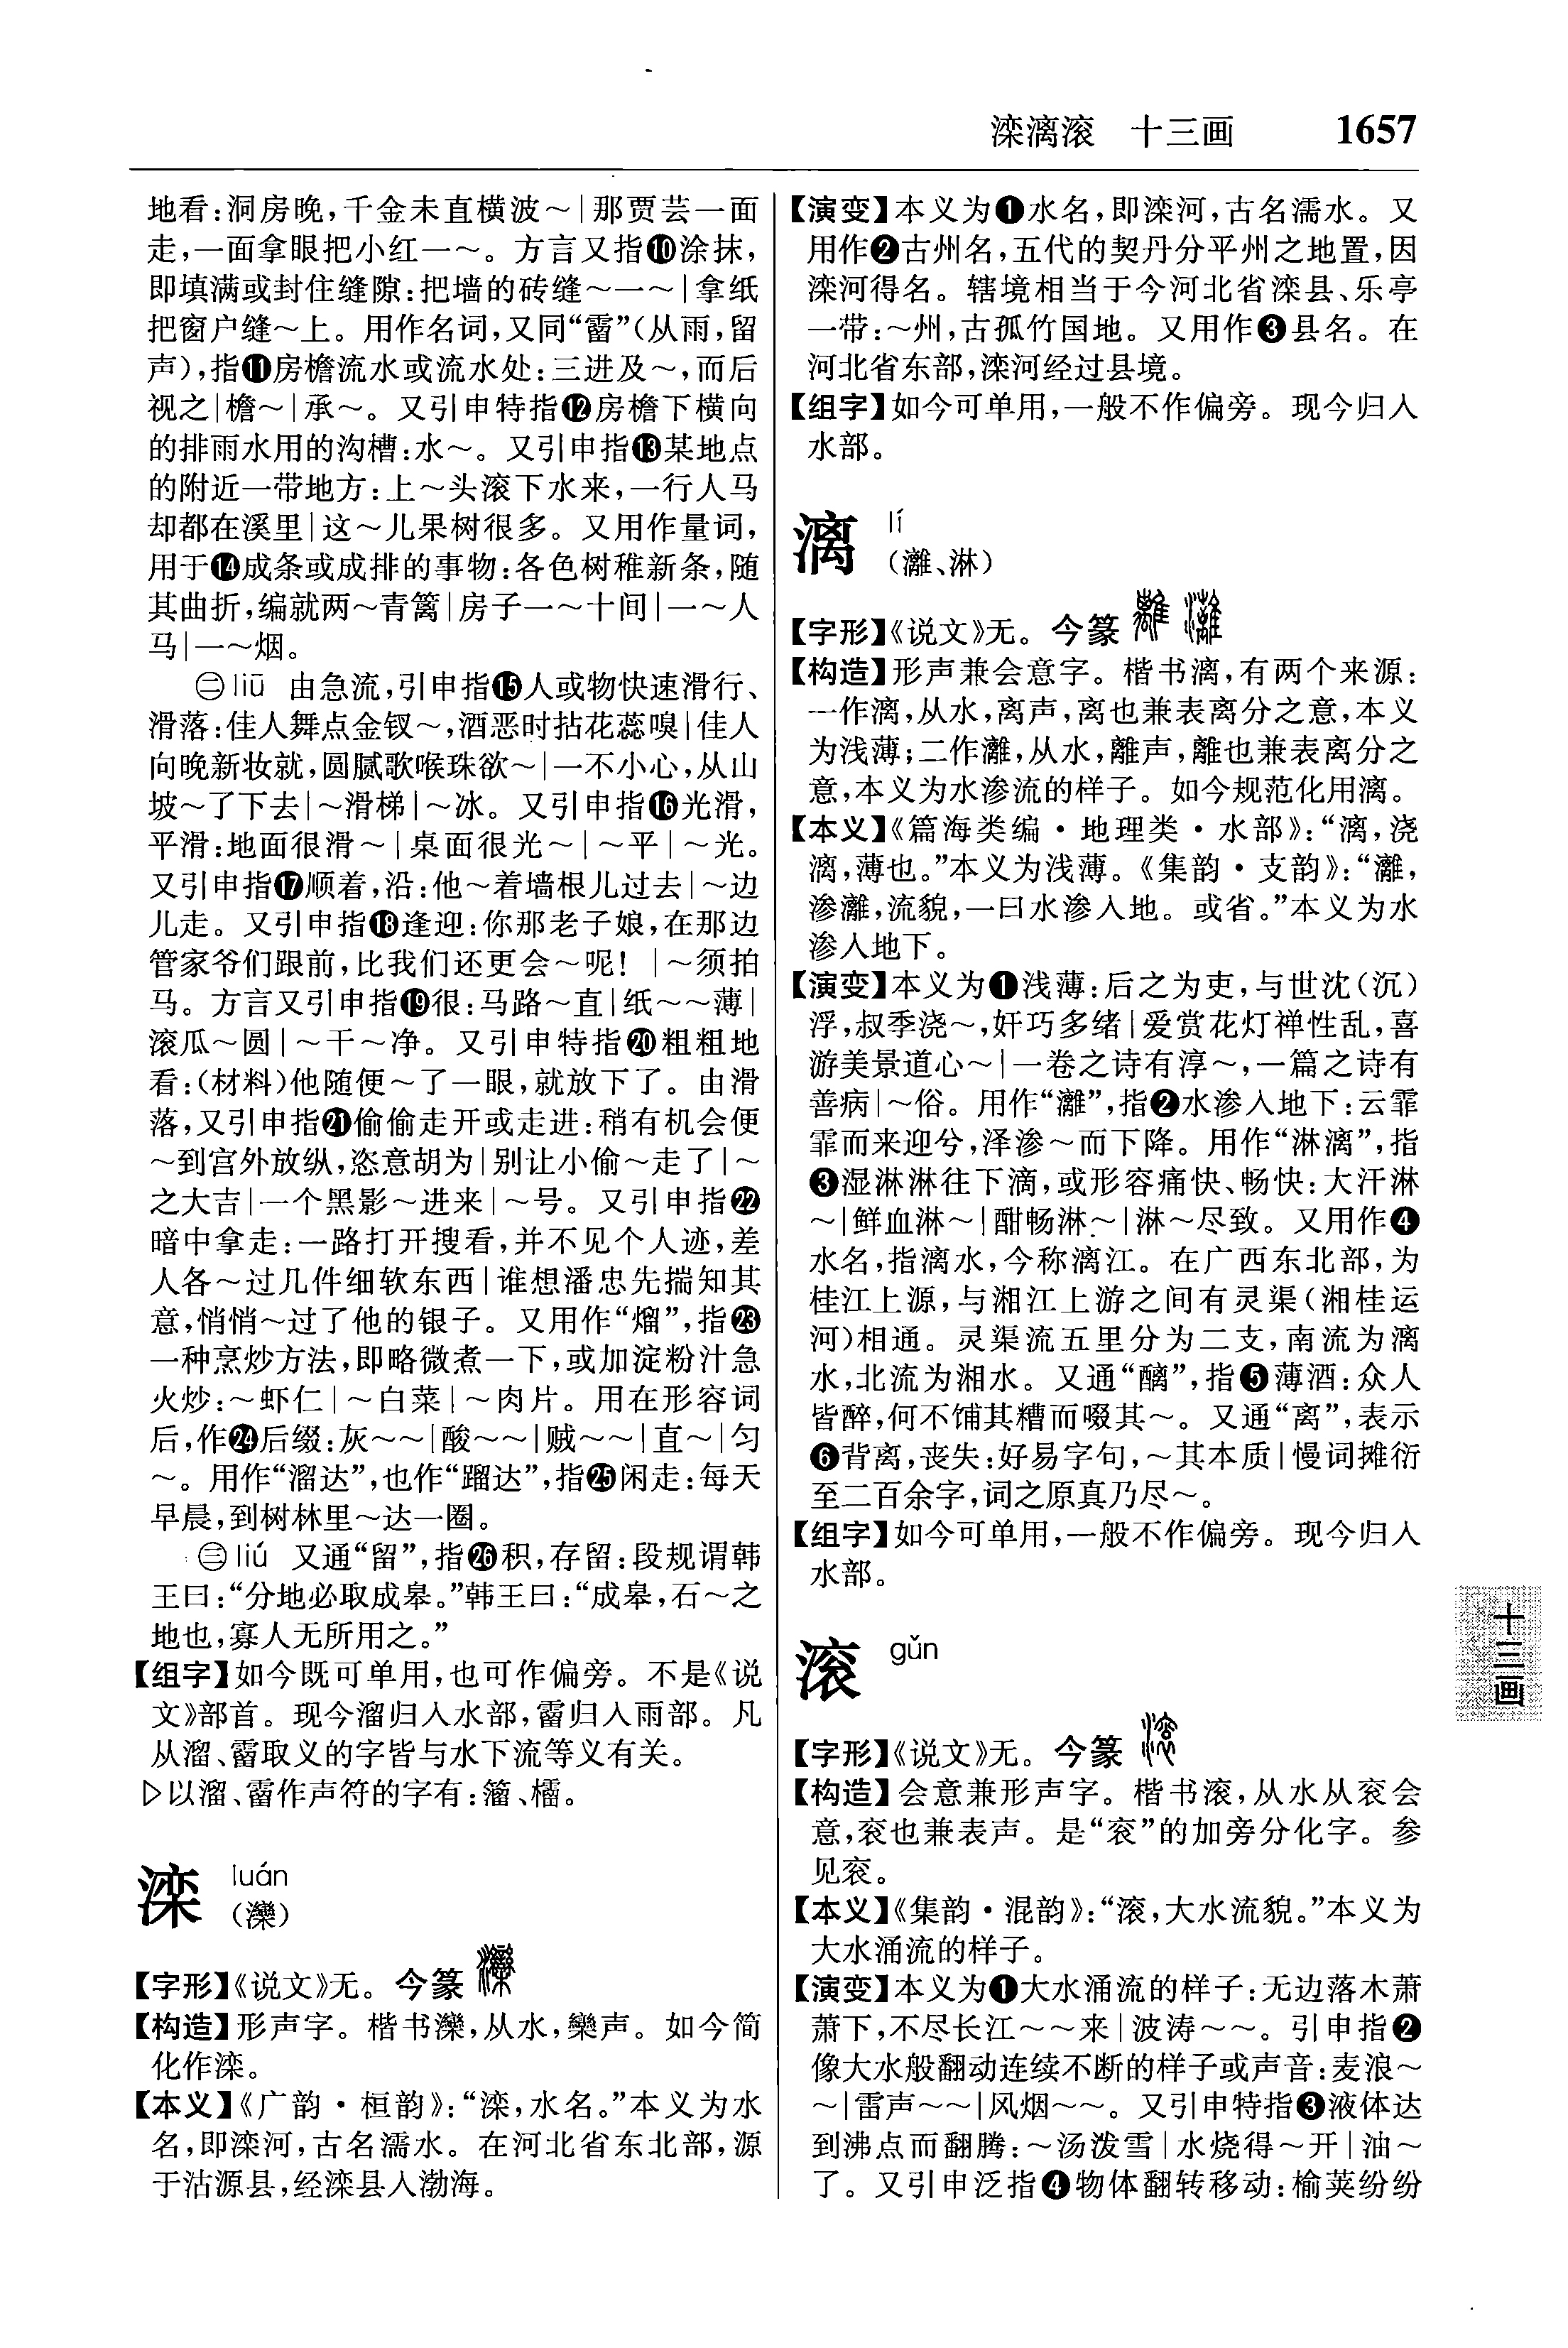 滦漓滚　十三画　1657
地看:洞房晚,千金未直横波～|那贾芸一面
走,一面拿眼把小红一～。方言又指❿涂抹,
即填满或封住缝隙:把墙的砖缝～一～|拿纸
把窗户缝～上。用作名词,又同“霤”(从雨,留
声),指⓫房檐流水或流水处:三进及～,而后
视之|檐～|承～。又引申特指⓬房檐下横向
的排雨水用的沟槽:水～。又引申指⓭某地点
的附近一带地方:上～头滚下水来,一行人马
却都在溪里|这～儿果树很多。又用作量词,
用于⓮成条或成排的事物:各色树稚新条,随
其曲折,编就两～青篱|房子一～十间|一～人
马|一～烟。
㊁liū 由急流,引申指⓯人或物快速滑行、
滑落:佳人舞点金钗～,酒恶时拈花蕊嗅|佳人
向晚新妆就,圆腻歌喉珠欲～|一不小心,从山
坡～了下去|～滑梯|～冰。又引申指⓰光滑,
平滑:地面很滑～|桌面很光～|～平|～光。
又引申指⓱顺着,沿:他～着墙根儿过去|～边
儿走。又引申指⓲逢迎:你那老子娘,在那边
管家爷们跟前,比我们还更会～呢! |～须拍
马。方言又引申指⓳很:马路～直|纸～～薄|
滚瓜～圆|～干～净。又引申特指⓴粗粗地
看:(材料)他随便～了一眼,就放下了。由滑
落,又引申指㉑偷偷走开或走进:稍有机会便
～到宫外放纵,恣意胡为|别让小偷～走了|～
之大吉|一个黑影～进来|～号。又引申指㉒
暗中拿走:一路打开搜看,并不见个人迹,差
人各～过几件细软东西|谁想潘忠先揣知其
意,悄悄～过了他的银子。又用作“熘”,指㉓
一种烹炒方法,即略微煮一下,或加淀粉汁急
火炒:～虾仁|～白菜|～肉片。用在形容词
后,作㉔后缀:灰～～|酸～～|贼～～|直～|匀
～。用作“溜达”,也作“蹓达”,指㉕闲走:每天
早晨,到树林里～达一圈。
㊂liú 又通“留”,指㉖积,存留:段规谓韩
王曰:“分地必取成皋。”韩王曰:“成皋,石～之
地也,寡人无所用之。”
【组字】如今既可单用,也可作偏旁。不是《说
文》部首。现今溜归入水部,霤归入雨部。凡
从溜、霤取义的字皆与水下流等义有关。
▷以溜、霤作声符的字有:籀、橊。
滦 luán
(灤)
【字形】《说文》无。今篆
【构造】形声字。楷书灤,从水,欒声。如今简
化作滦。
【本义】《广韵·桓韵》:“滦,水名。”本义为水
名,即滦河,古名濡水。在河北省东北部,源
于沽源县,经滦县入渤海。
【演变】本义为❶水名,即滦河,古名濡水。又
用作❷古州名,五代的契丹分平州之地置,因
滦河得名。辖境相当于今河北省滦县、乐亭
一带:～州,古孤竹国地。又用作❸县名。在
河北省东部,滦河经过县境。
【组字】如今可单用,一般不作偏旁。现今归入
水部。
漓 lí
(灕、淋)
【字形】《说文》无。今篆
【构造】形声兼会意字。楷书漓,有两个来源:
一作漓,从水,离声,离也兼表离分之意,本义
为浅薄;二作灕,从水,離声,離也兼表离分之
意,本义为水渗流的样子。如今规范化用漓。
【本义】《篇海类编·地理类·水部》:“漓,浇
漓,薄也。”本义为浅薄。《集韵·支韵》:“灕,
渗灕,流貌,一曰水渗入地。或省。”本义为水
渗入地下。
【演变】本义为❶浅薄:后之为吏,与世沈(沉)
浮,叔季浇～,奸巧多绪|爱赏花灯禅性乱,喜
游美景道心～|一卷之诗有淳～,一篇之诗有
善病|～俗。用作“灕”,指❷水渗入地下:云霏
霏而来迎兮,泽渗～而下降。用作“淋漓”,指
❸湿淋淋往下滴,或形容痛快、畅快:大汗淋
～|鲜血淋～|酣畅淋～|淋～尽致。又用作❹
水名,指漓水,今称漓江。在广西东北部,为
桂江上源,与湘江上游之间有灵渠(湘桂运
河)相通。灵渠流五里分为二支,南流为漓
水,北流为湘水。又通“醨”,指❺薄酒:众人
皆醉,何不铺其糟而啜其～。又通“离”,表示
❻背离,丧失:好易字句,～其本质|慢词摊衍
至二百余字,词之原真乃尽～。
【组字】如今可单用,一般不作偏旁。现今归入
水部。
滚 gǔn
【字形】《说文》无。今篆
【构造】会意兼形声字。楷书滚,从水从衮会
意,衮也兼表声。是“衮”的加旁分化字。参
见衮。
【本义】《集韵·混韵》:“滚,大水流貌。”本义为
大水涌流的样子。
【演变】本义为❶大水涌流的样子:无边落木萧
萧下,不尽长江～～来|波涛～～。引申指❷
像大水般翻动连续不断的样子或声音:麦浪～
～|雷声～～|风烟～～。又引申特指❸液体达
到沸点而翻腾:～汤泼雪|水烧得～开|油～
了。又引申泛指❹物体翻转移动:榆荚纷纷
十三画